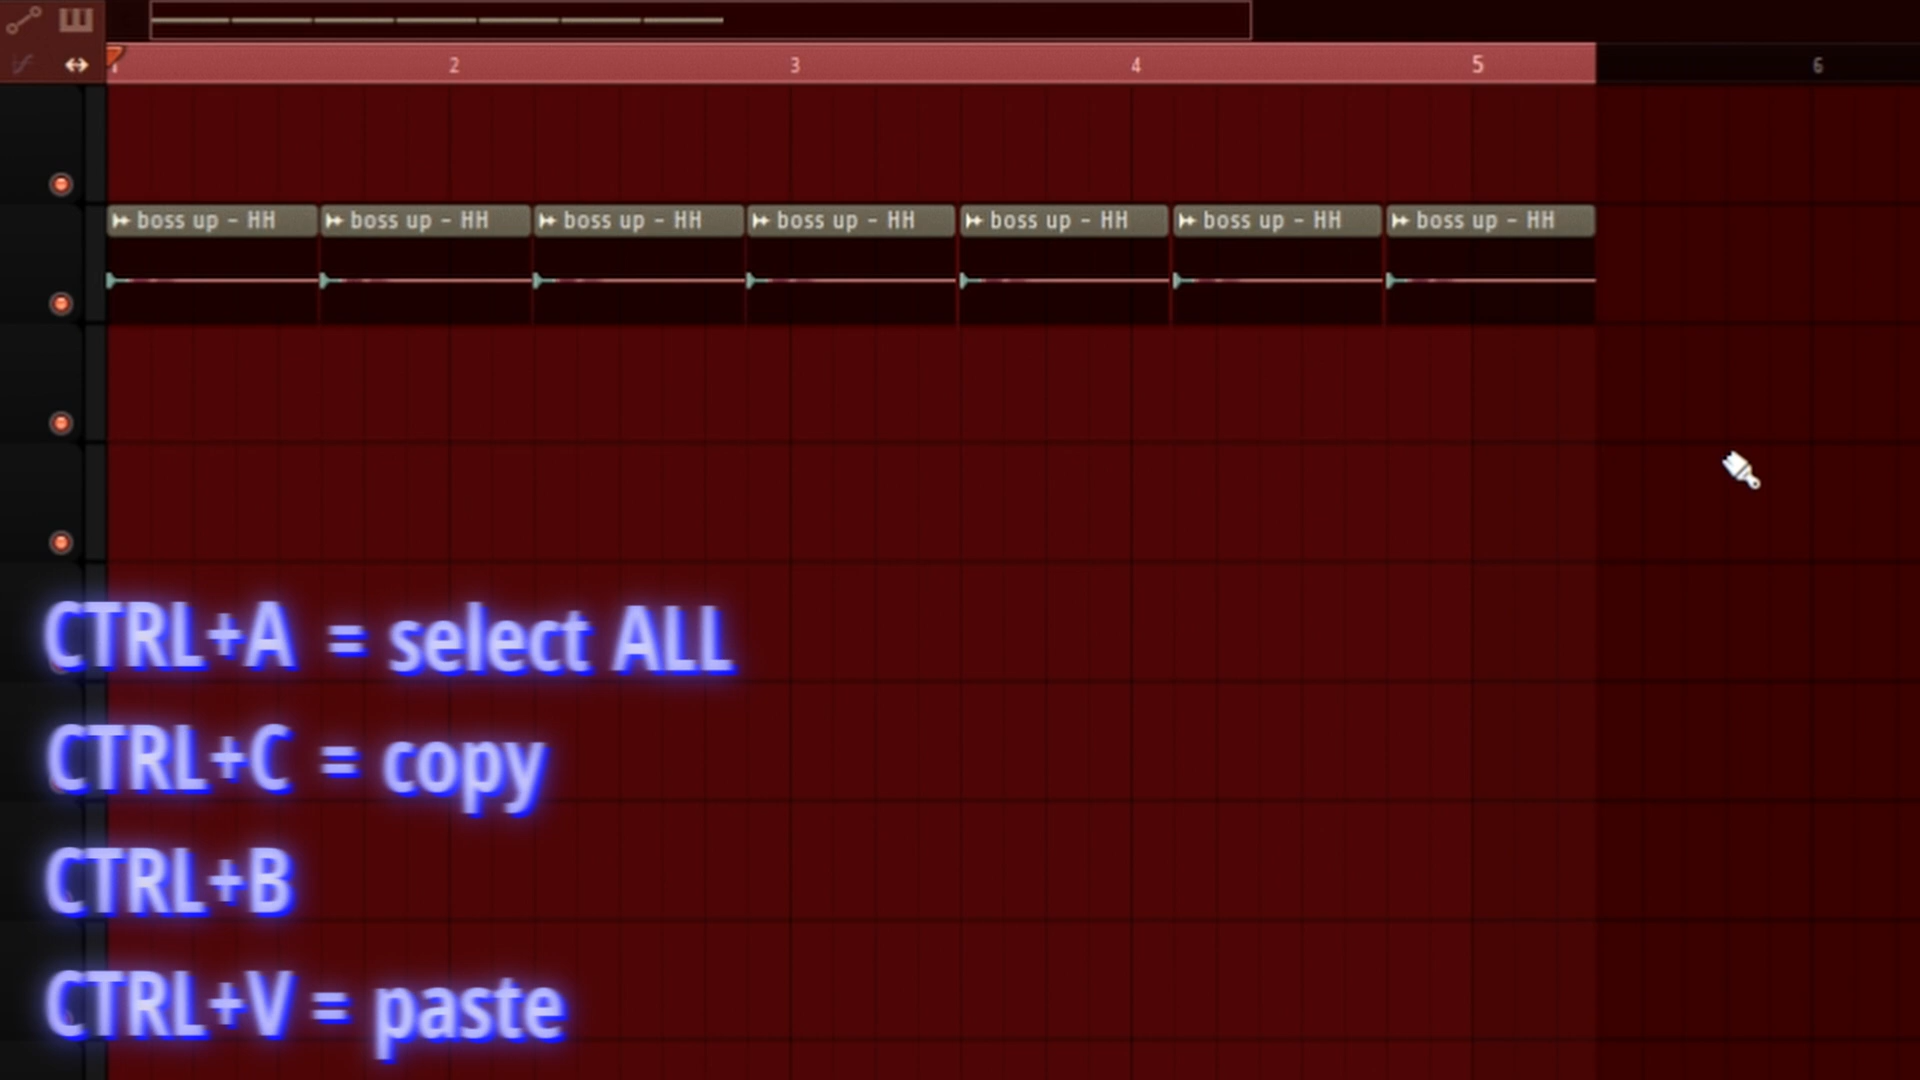 2 3 4 5 6
boss up - HH boss up - HH boss up - HH boss up - HH boss up - HH boss up - HH boss up - HH
CTRL+A = select ALL
CTRL+C = copy
CTRL+B
CTRL+V = paste